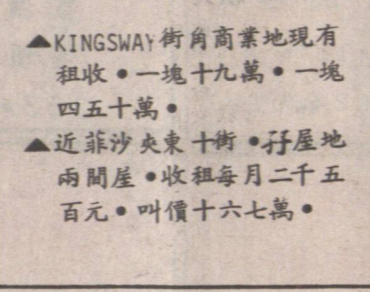 ▲KINGSWAY街角商業地現有
租收•一塊十九萬•一塊
四五十萬•
▲近菲沙夾東十街•孖屋地
兩間屋•收租每月二千五
百元•叫價十六七萬•